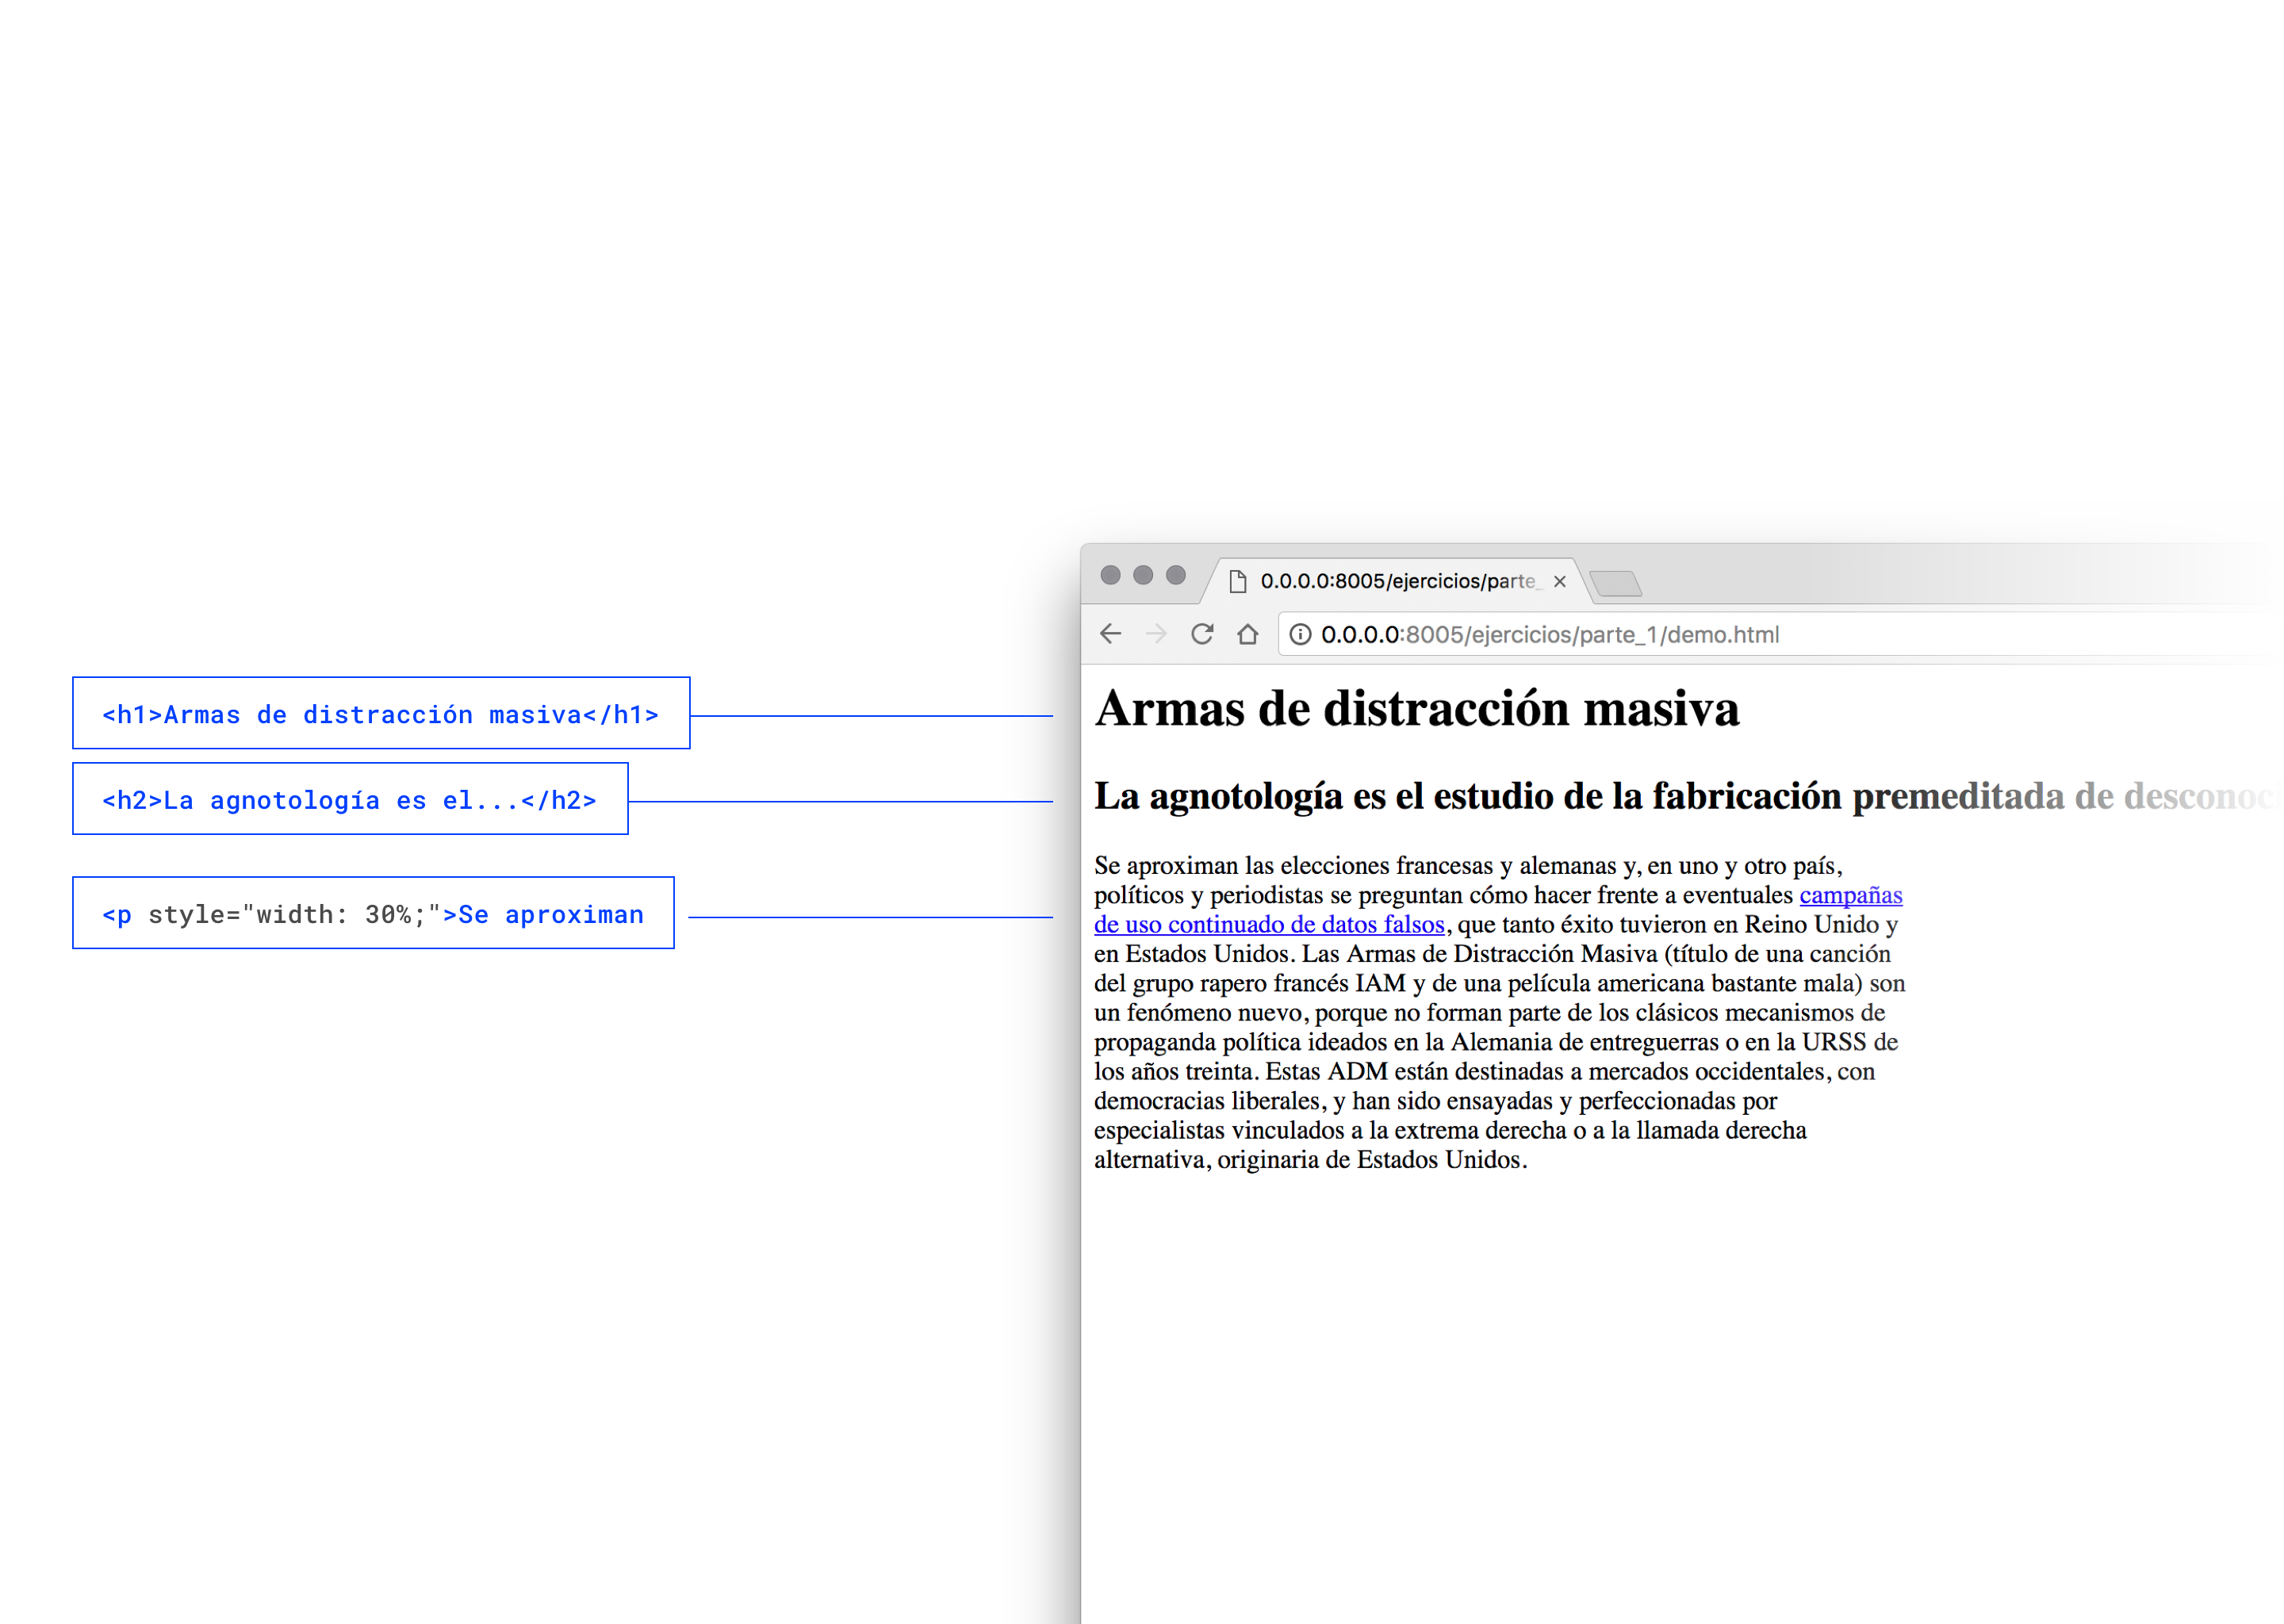 0.0.0.0:8005/ejercicios/parte_
0.0.0.0:8005/ejercicios/parte_1/demo.html
<h1>Armas de distracción masiva</h1>
Armas de distracción masiva
<h2>La agnotología es el...</h2>
La agnotología es el estudio de la fabricación premeditada de desconoci
<p style="width: 30%;">Se aproximan
Se aproximan las elecciones francesas y alemanas y, en uno y otro país,
políticos y periodistas se preguntan cómo hacer frente a eventuales campañas
de uso continuado de datos falsos, que tanto éxito tuvieron en Reino Unido y
en Estados Unidos. Las Armas de Distracción Masiva (título de una canción
del grupo rapero francés IAM y de una película americana bastante mala) son
un fenómeno nuevo, porque no forman parte de los clásicos mecanismos de
propaganda política ideados en la Alemania de entreguerras o en la URSS de
los años treinta. Estas ADM están destinadas a mercados occidentales, con
democracias liberales, y han sido ensayadas y perfeccionadas por
especialistas vinculados a la extrema derecha o a la llamada derecha
alternativa, originaria de Estados Unidos.